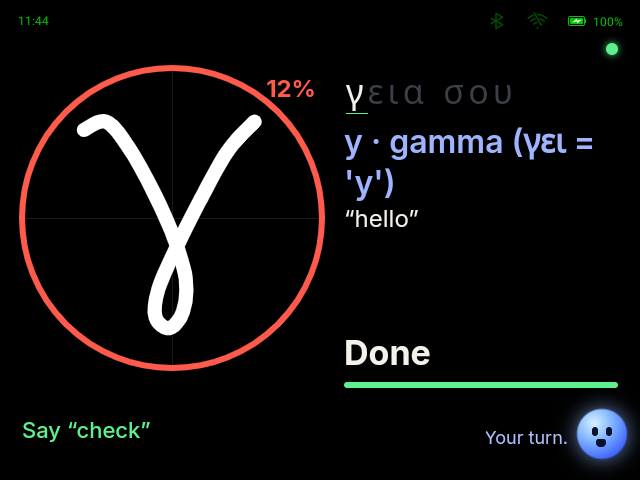 11:44
100%
12%
γ
γεια σου
y · gamma (γει =
'y')
“hello”
Done
Say “check”
Your turn.